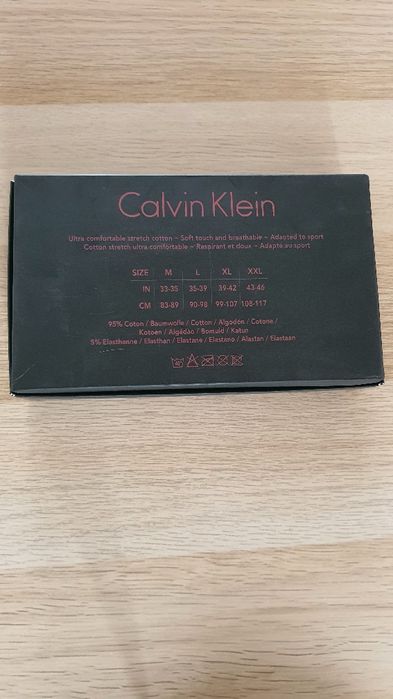 Calvin Klein
Ultra comfortable stretch cotton – Soft touch and breathable – Adapted to sport
Coton stretch ultra-comfortable – Respirant et doux – Adapté au sport
SIZE M L XL XXL
IN 33-35 35-39 39-42 43-46
CM 83-89 90-98 99-107 108-117
95% Coton / Baumwolle / Cotton / Algodón / Cotone /
Katoen / Algodão / Bomuld / Katun
5% Elasthanne / Elasthan / Elastane / Elastano / Elastan / Elastaan